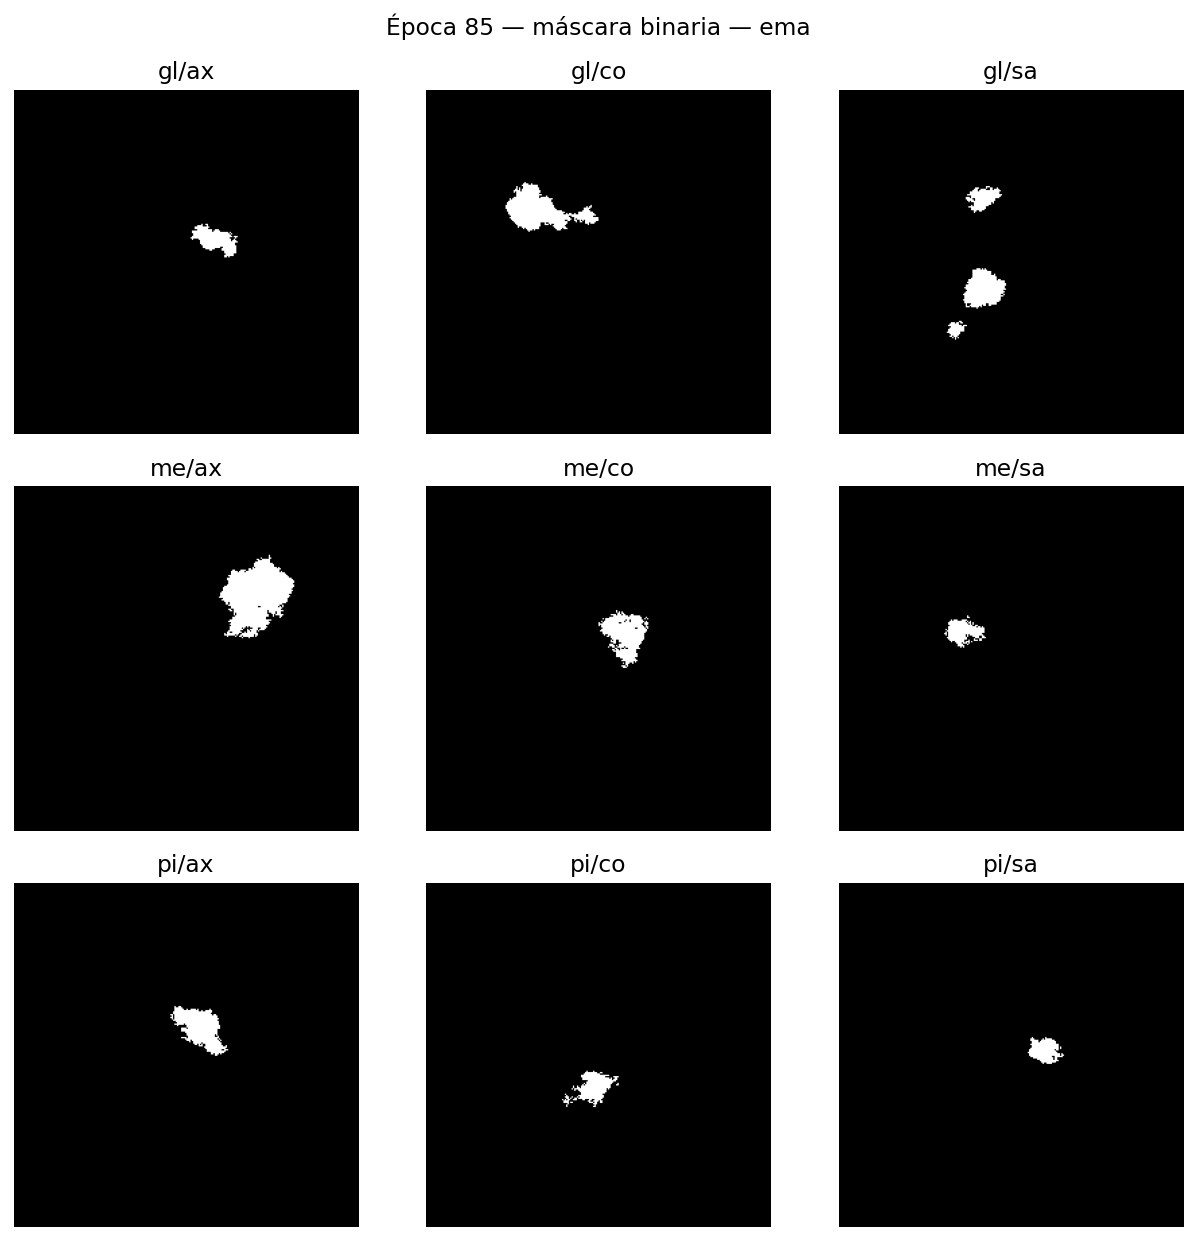 Época 85 — máscara binaria — ema
gl/ax
gl/co
gl/sa
me/ax
me/co
me/sa
pi/ax
pi/co
pi/sa